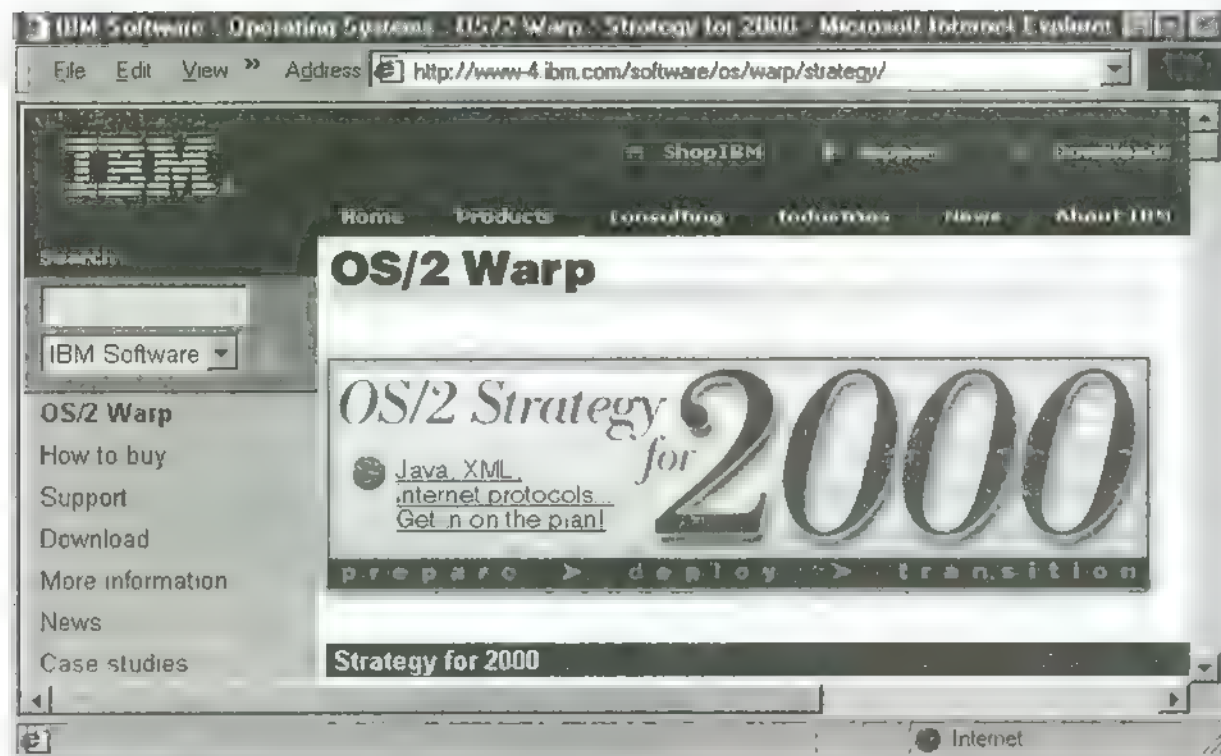 IBM Software - Operating Systems - OS/2 Warp - Strategy for 2000 - Microsoft Internet Explorer
File Edit View » Address http://www-4.ibm.com/software/os/warp/strategy/
IBM
ShopIBM
Home Products Consulting Industries News About IBM
Search
OS/2 Warp
IBM Software
OS/2 Strategy for 2000
Java, XML,
internet protocols...
Get in on the plan!
prepare > deploy > transition
OS/2 Warp
How to buy
Support
Download
More information
News
Case studies
Strategy for 2000
Internet